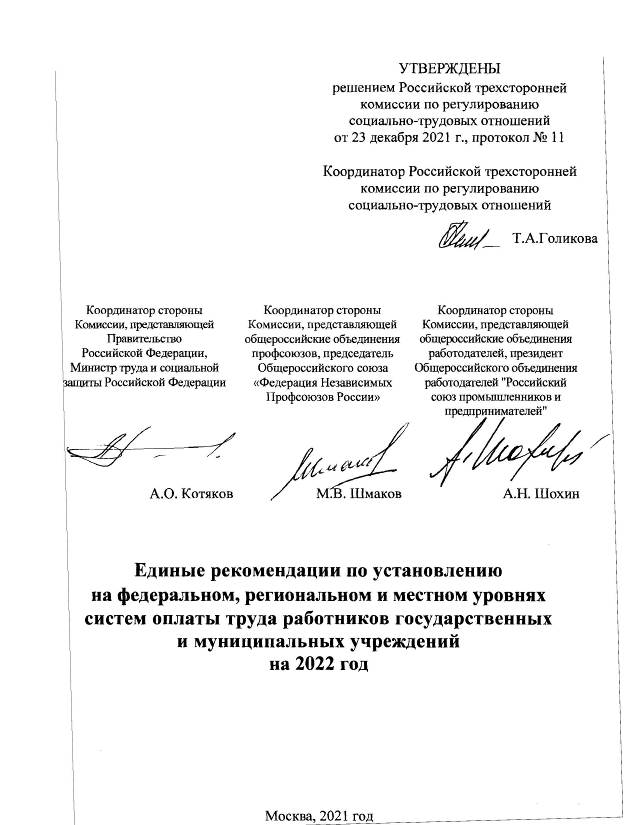 УТВЕРЖДЕНЫ
решением Российской трехсторонней
комиссии по регулированию
социально-трудовых отношений
от 23 декабря 2021 г., протокол № 11
Координатор Российской трехсторонней
комиссии по регулированию
социально-трудовых отношений
Т.А.Голикова
Координатор стороны
Комиссии, представляющей
Правительство
Российской Федерации,
Министр труда и социальной
защиты Российской Федерации
А.О. Котяков
Координатор стороны
Комиссии, представляющей
общероссийские объединения
профсоюзов, председатель
Общероссийского союза
«Федерация Независимых
Профсоюзов России»
М.В. Шмаков
Координатор стороны
Комиссии, представляющей
общероссийские объединения
работодателей, президент
Общероссийского объединения
работодателей "Российский
союз промышленников и
предпринимателей"
А.Н. Шохин
Единые рекомендации по установлению
на федеральном, региональном и местном уровнях
систем оплаты труда работников государственных
и муниципальных учреждений
на 2022 год
Москва, 2021 год